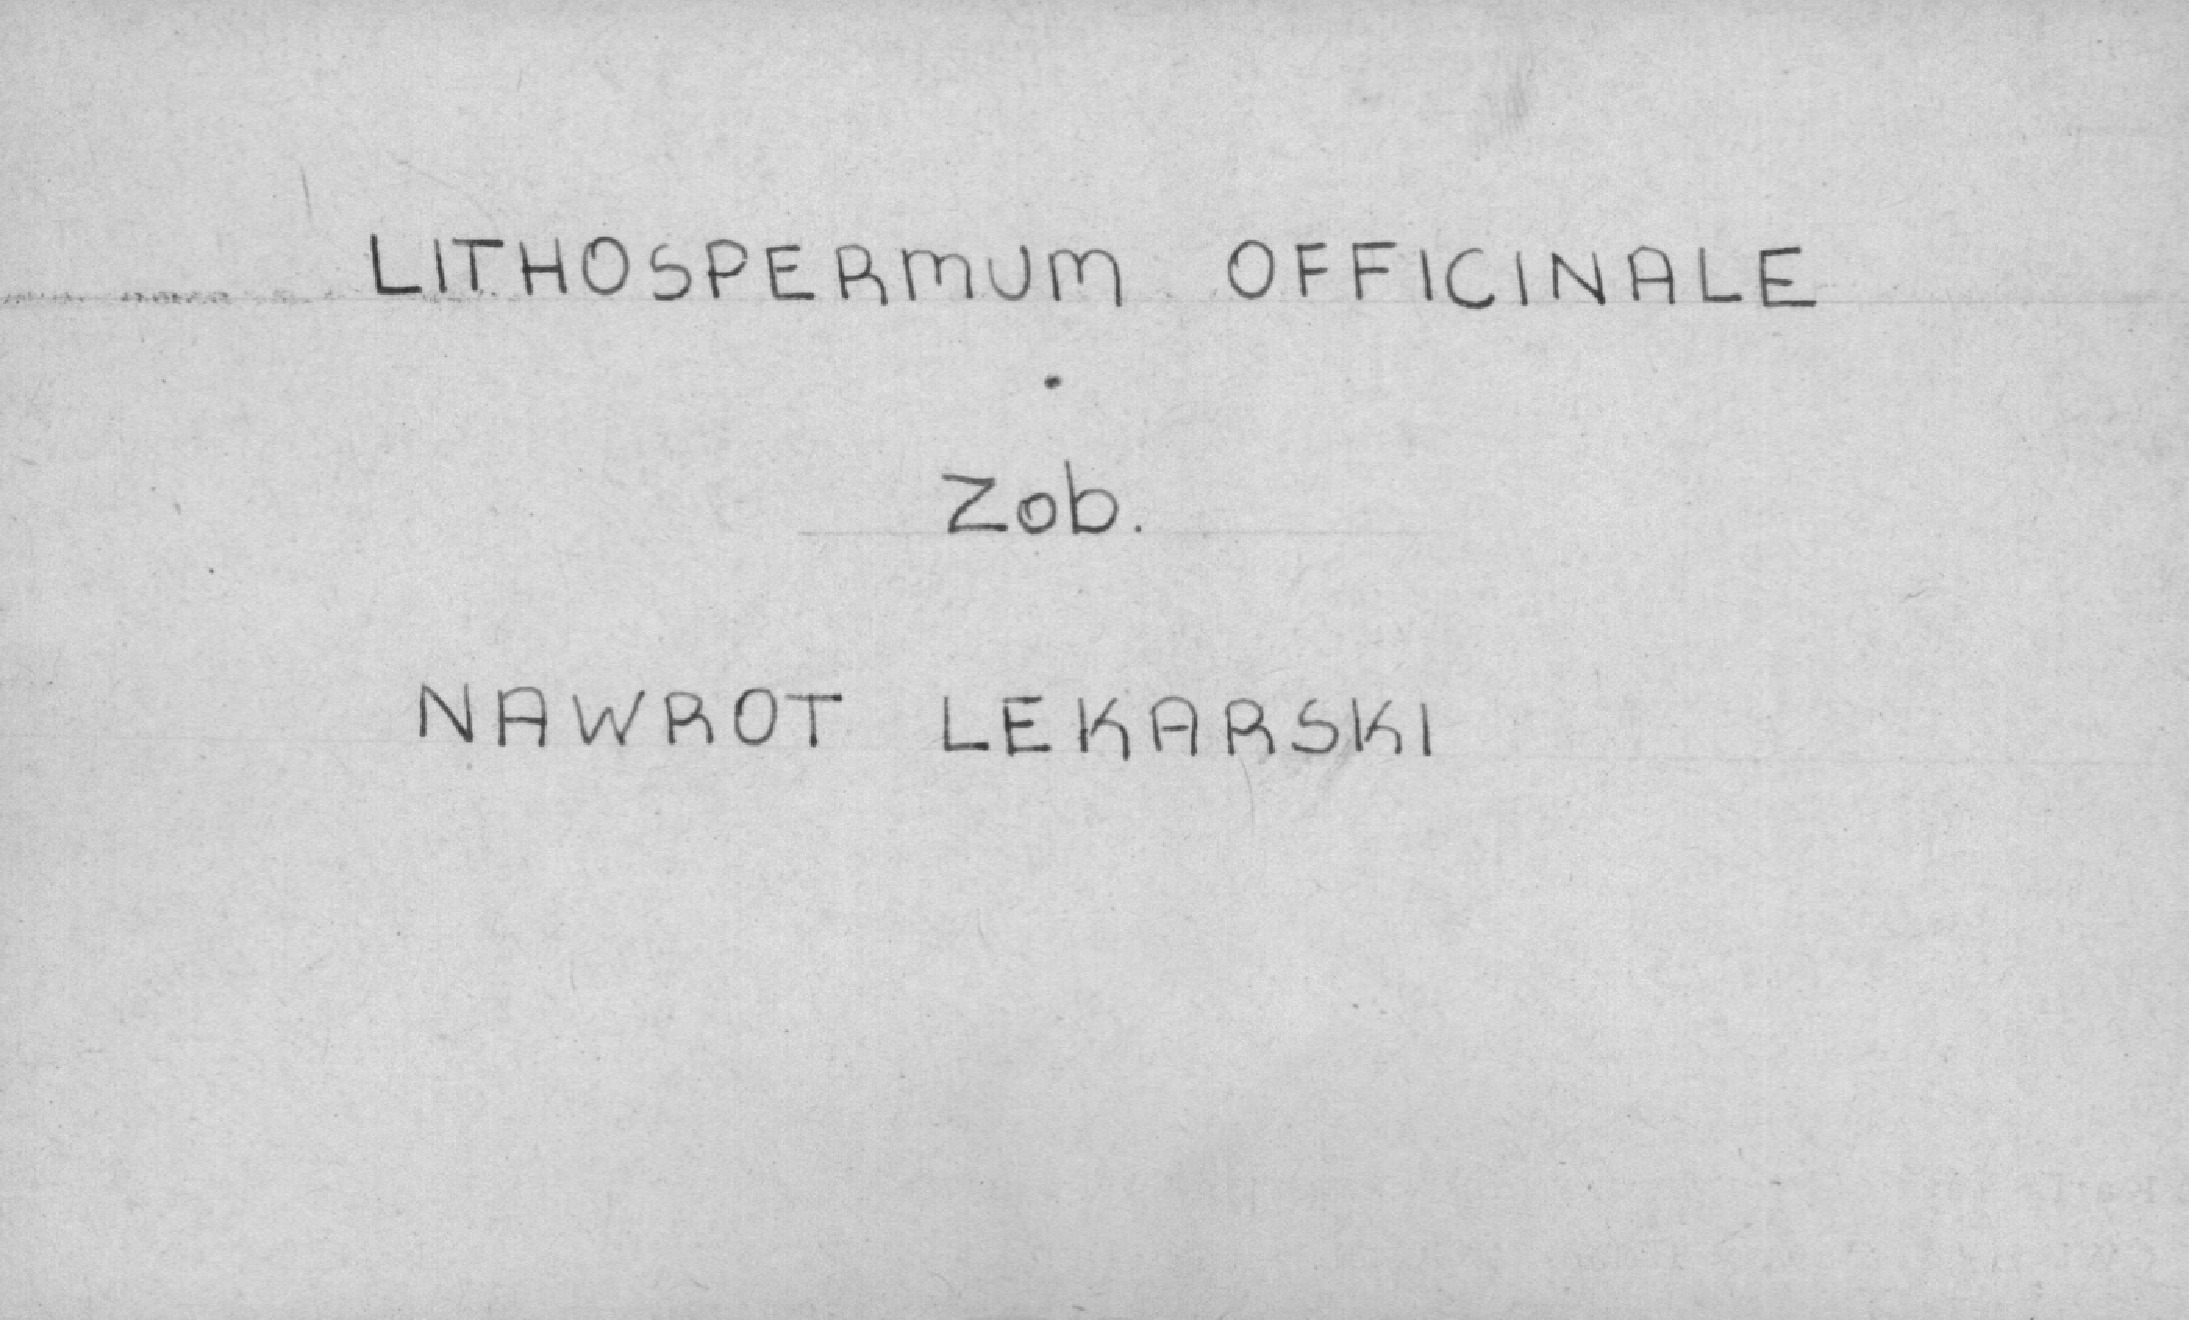 LITHOSPERMUM OFFICINALE
Zob.
NAWROT LEKARSKI